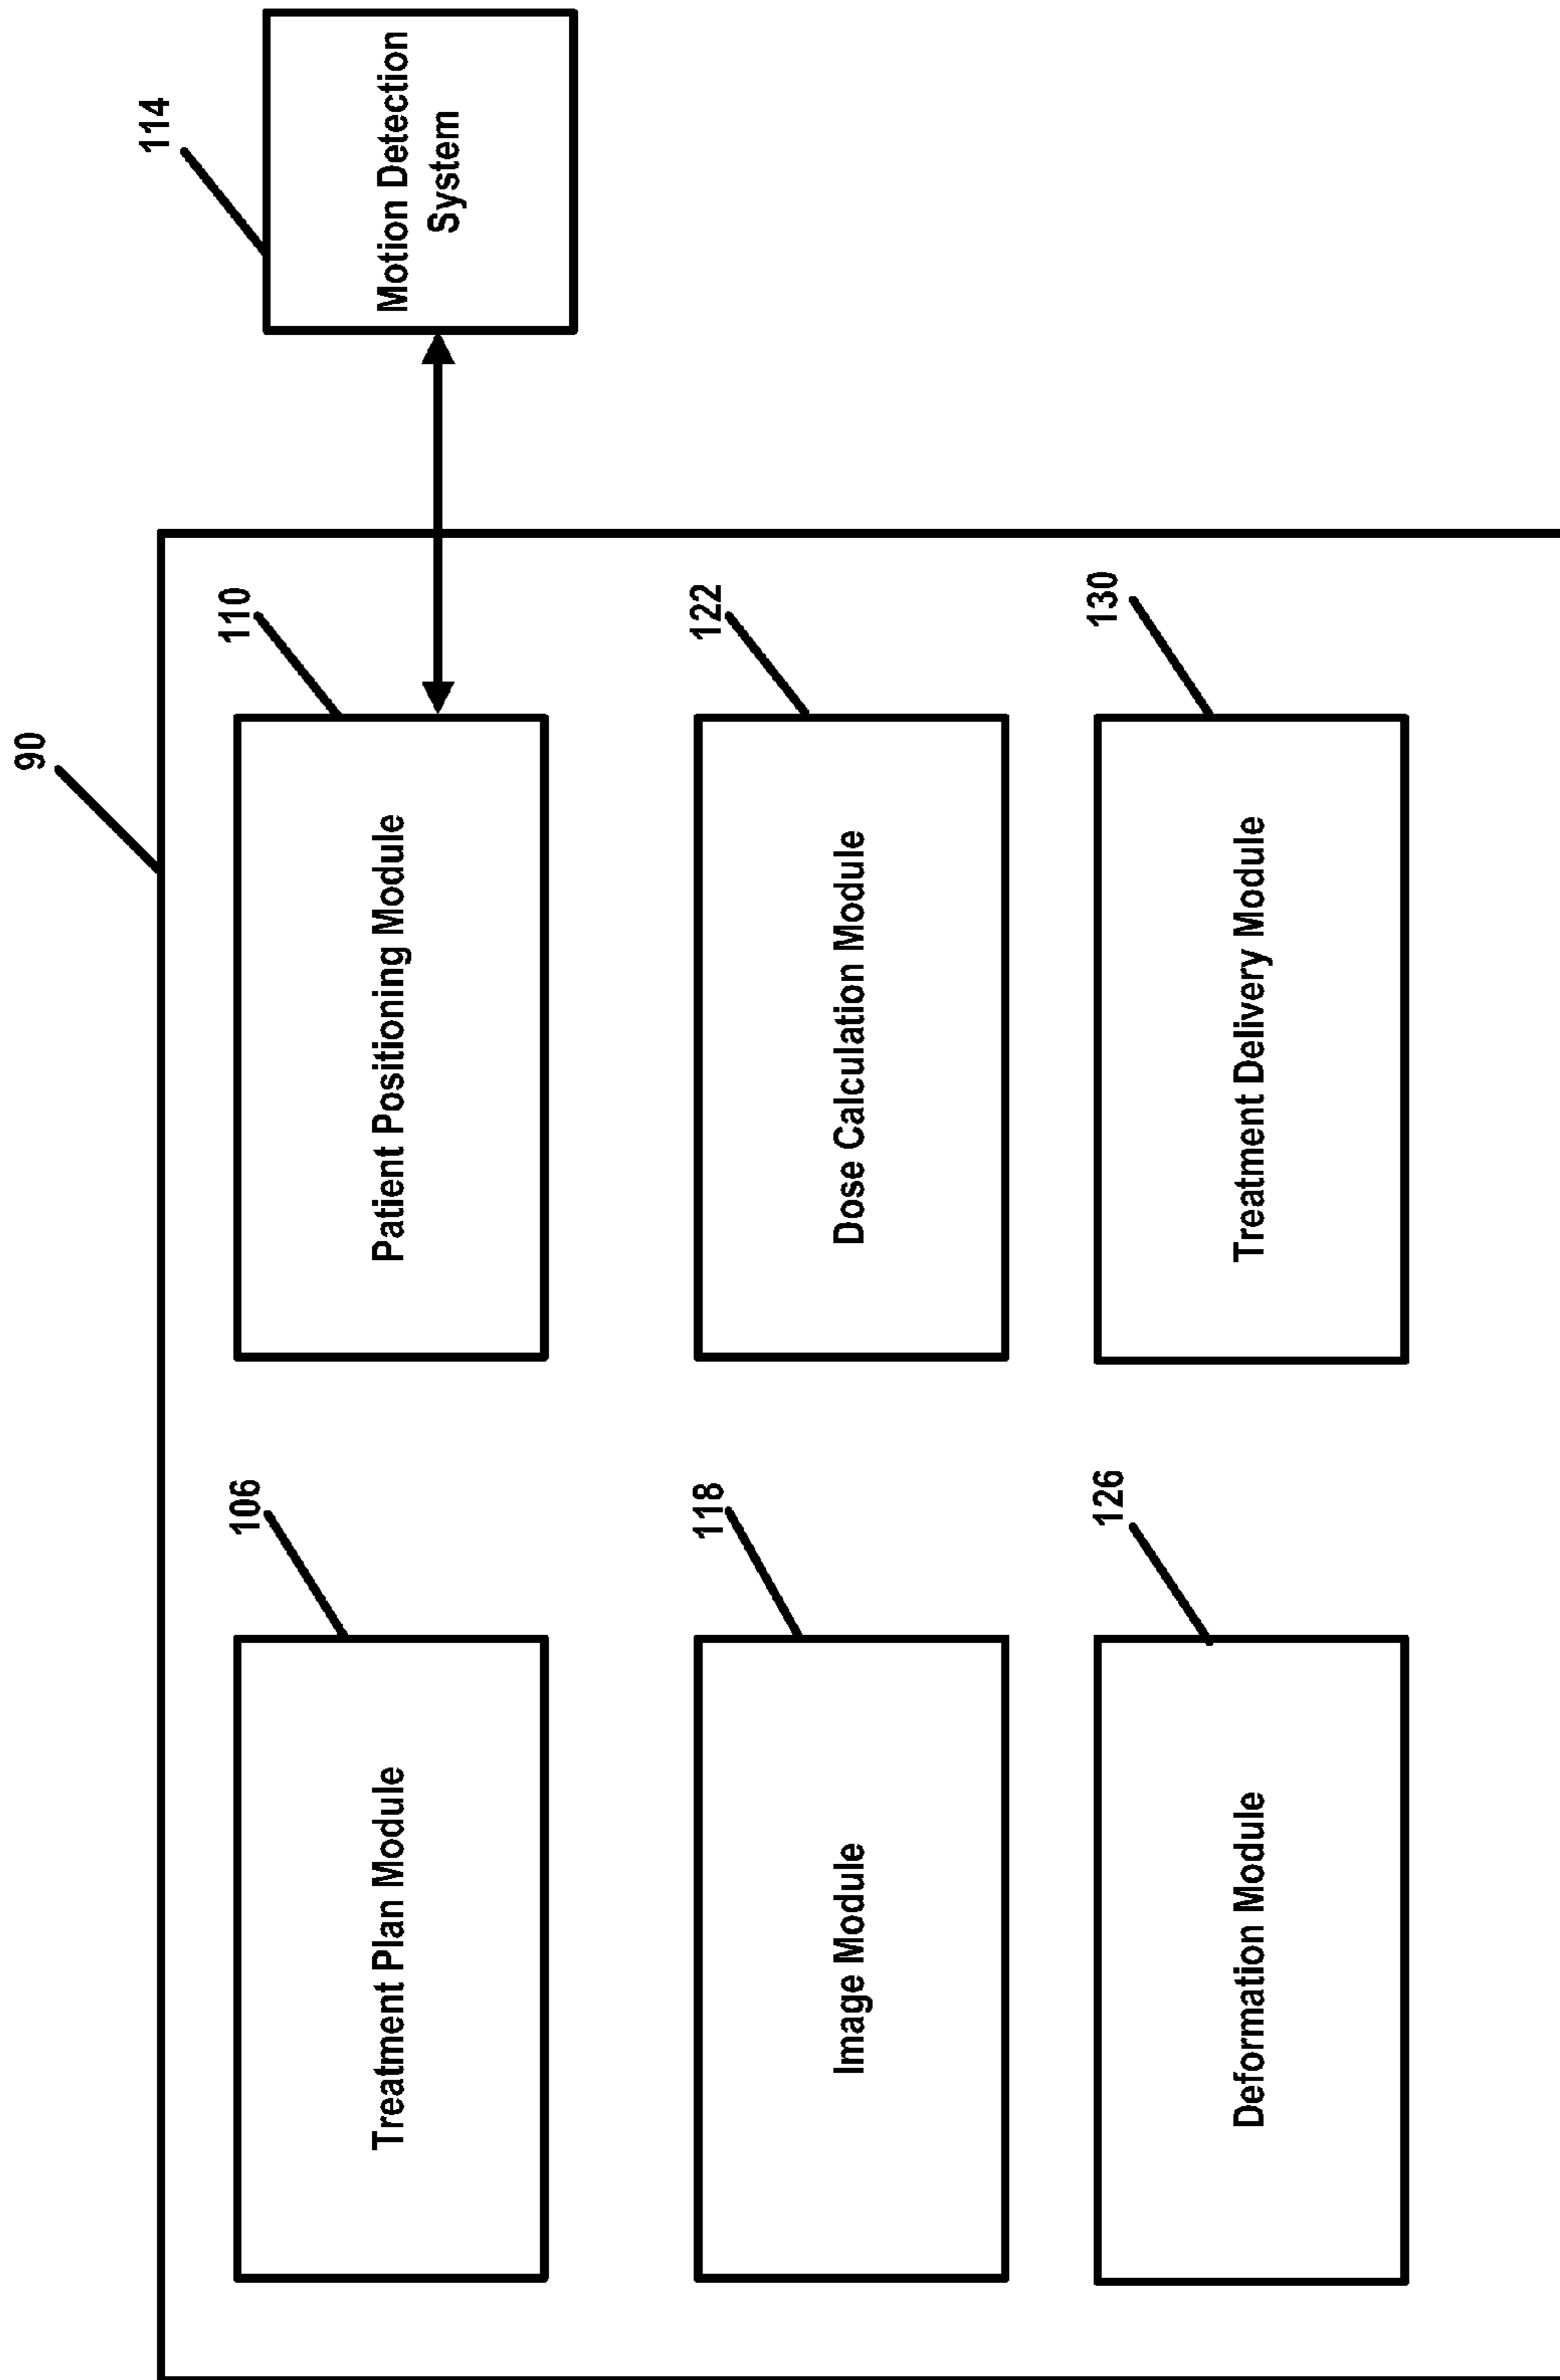 90
106
Treatment Plan Module
110
Patient Positioning Module
114
Motion Detection
System
118
Image Module
122
Dose Calculation Module
126
Deformation Module
130
Treatment Delivery Module